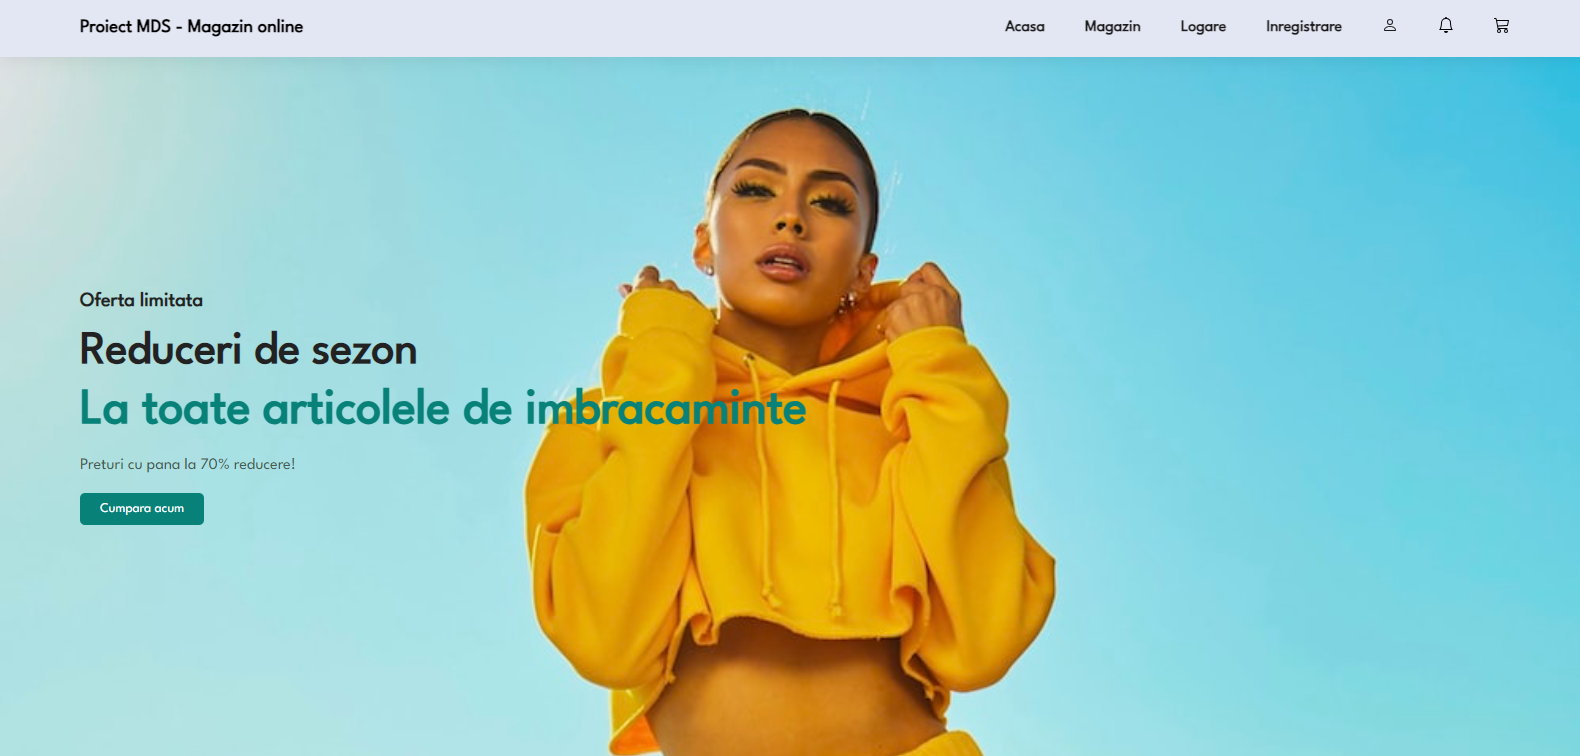 Proiect MDS - Magazin online
Acasa
Magazin
Logare
Inregistrare
Oferta limitata
Reduceri de sezon
La toate articolele de imbracaminte
Preturi cu pana la 70% reducere!
Cumpara acum